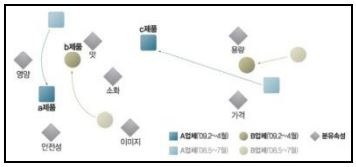 c제품
b제품
맛
용량
영양
소화
a제품
가격
안전성
이미지
A업체('09.2~4월)
B업체('09.2~4월)
분유속성
A업체('08.5~7월)
B업체('08.5~7월)